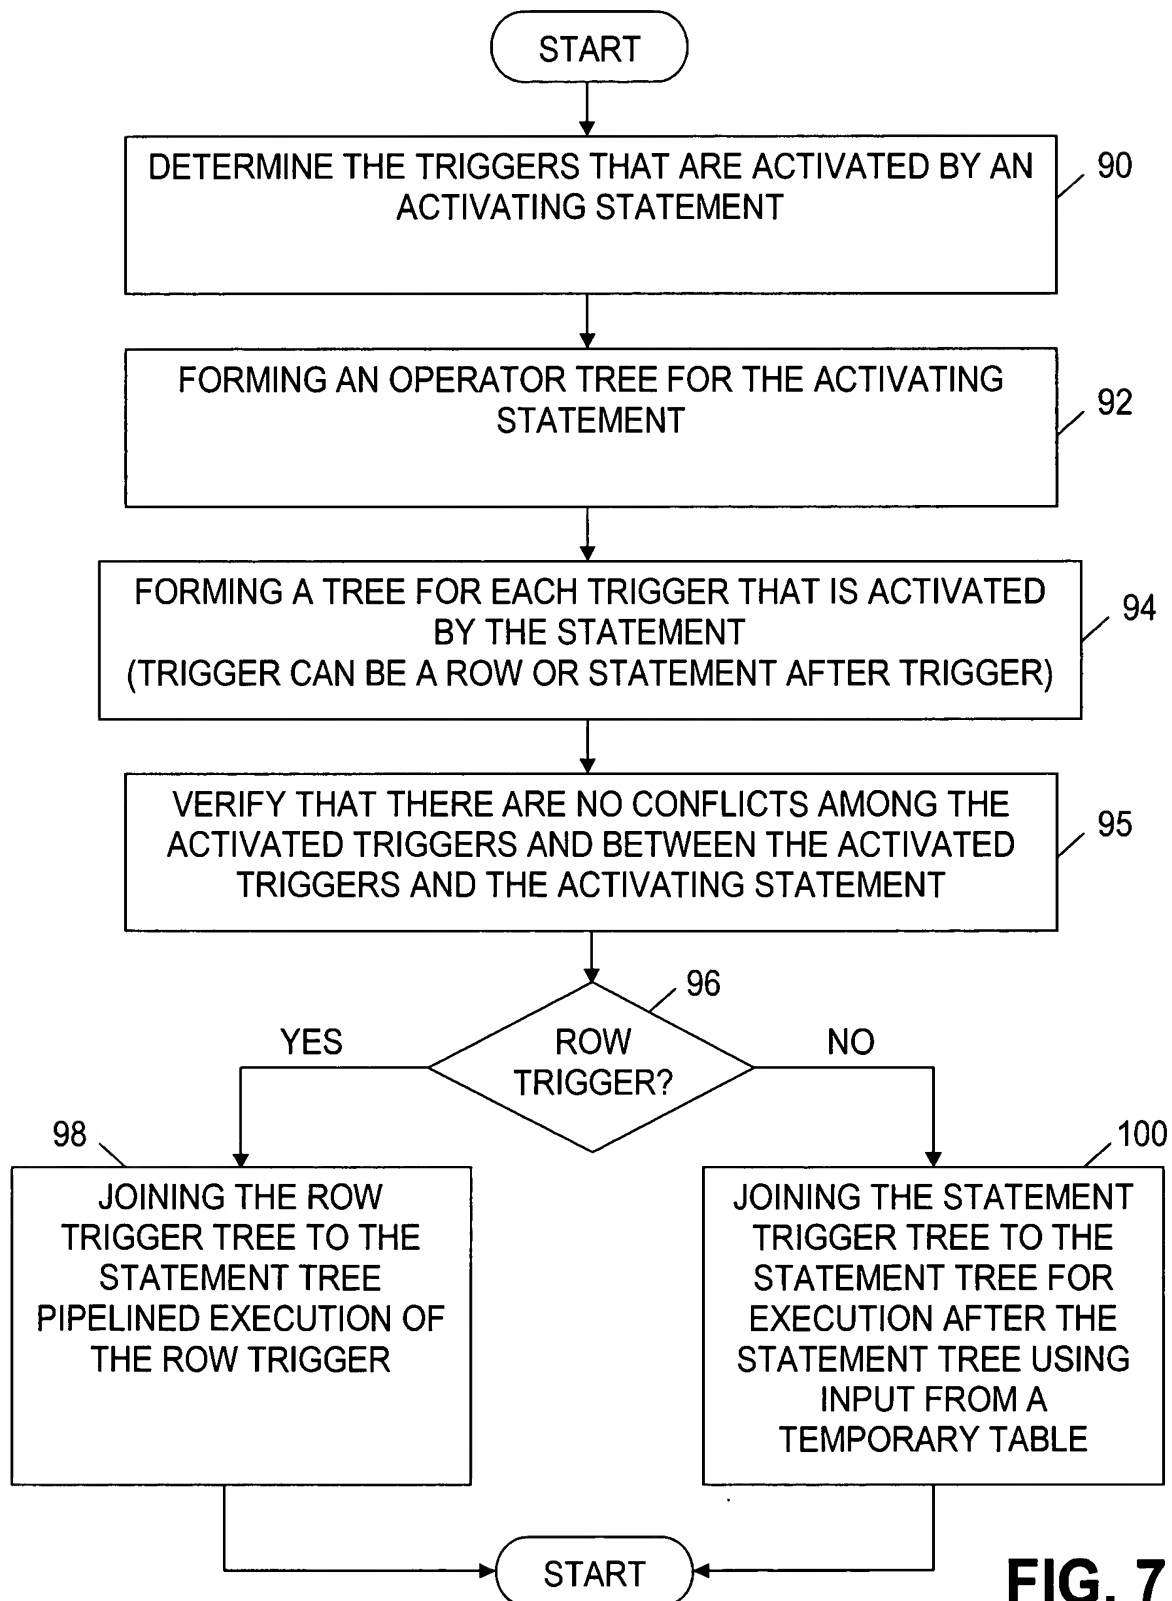 START
DETERMINE THE TRIGGERS THAT ARE ACTIVATED BY AN
ACTIVATING STATEMENT
90
FORMING AN OPERATOR TREE FOR THE ACTIVATING
STATEMENT
92
FORMING A TREE FOR EACH TRIGGER THAT IS ACTIVATED
BY THE STATEMENT
(TRIGGER CAN BE A ROW OR STATEMENT AFTER TRIGGER)
94
VERIFY THAT THERE ARE NO CONFLICTS AMONG THE
ACTIVATED TRIGGERS AND BETWEEN THE ACTIVATED
TRIGGERS AND THE ACTIVATING STATEMENT
95
96
ROW
TRIGGER?
YES
NO
98
JOINING THE ROW
TRIGGER TREE TO THE
STATEMENT TREE
PIPELINED EXECUTION OF
THE ROW TRIGGER
100
JOINING THE STATEMENT
TRIGGER TREE TO THE
STATEMENT TREE FOR
EXECUTION AFTER THE
STATEMENT TREE USING
INPUT FROM A
TEMPORARY TABLE
START
FIG. 7